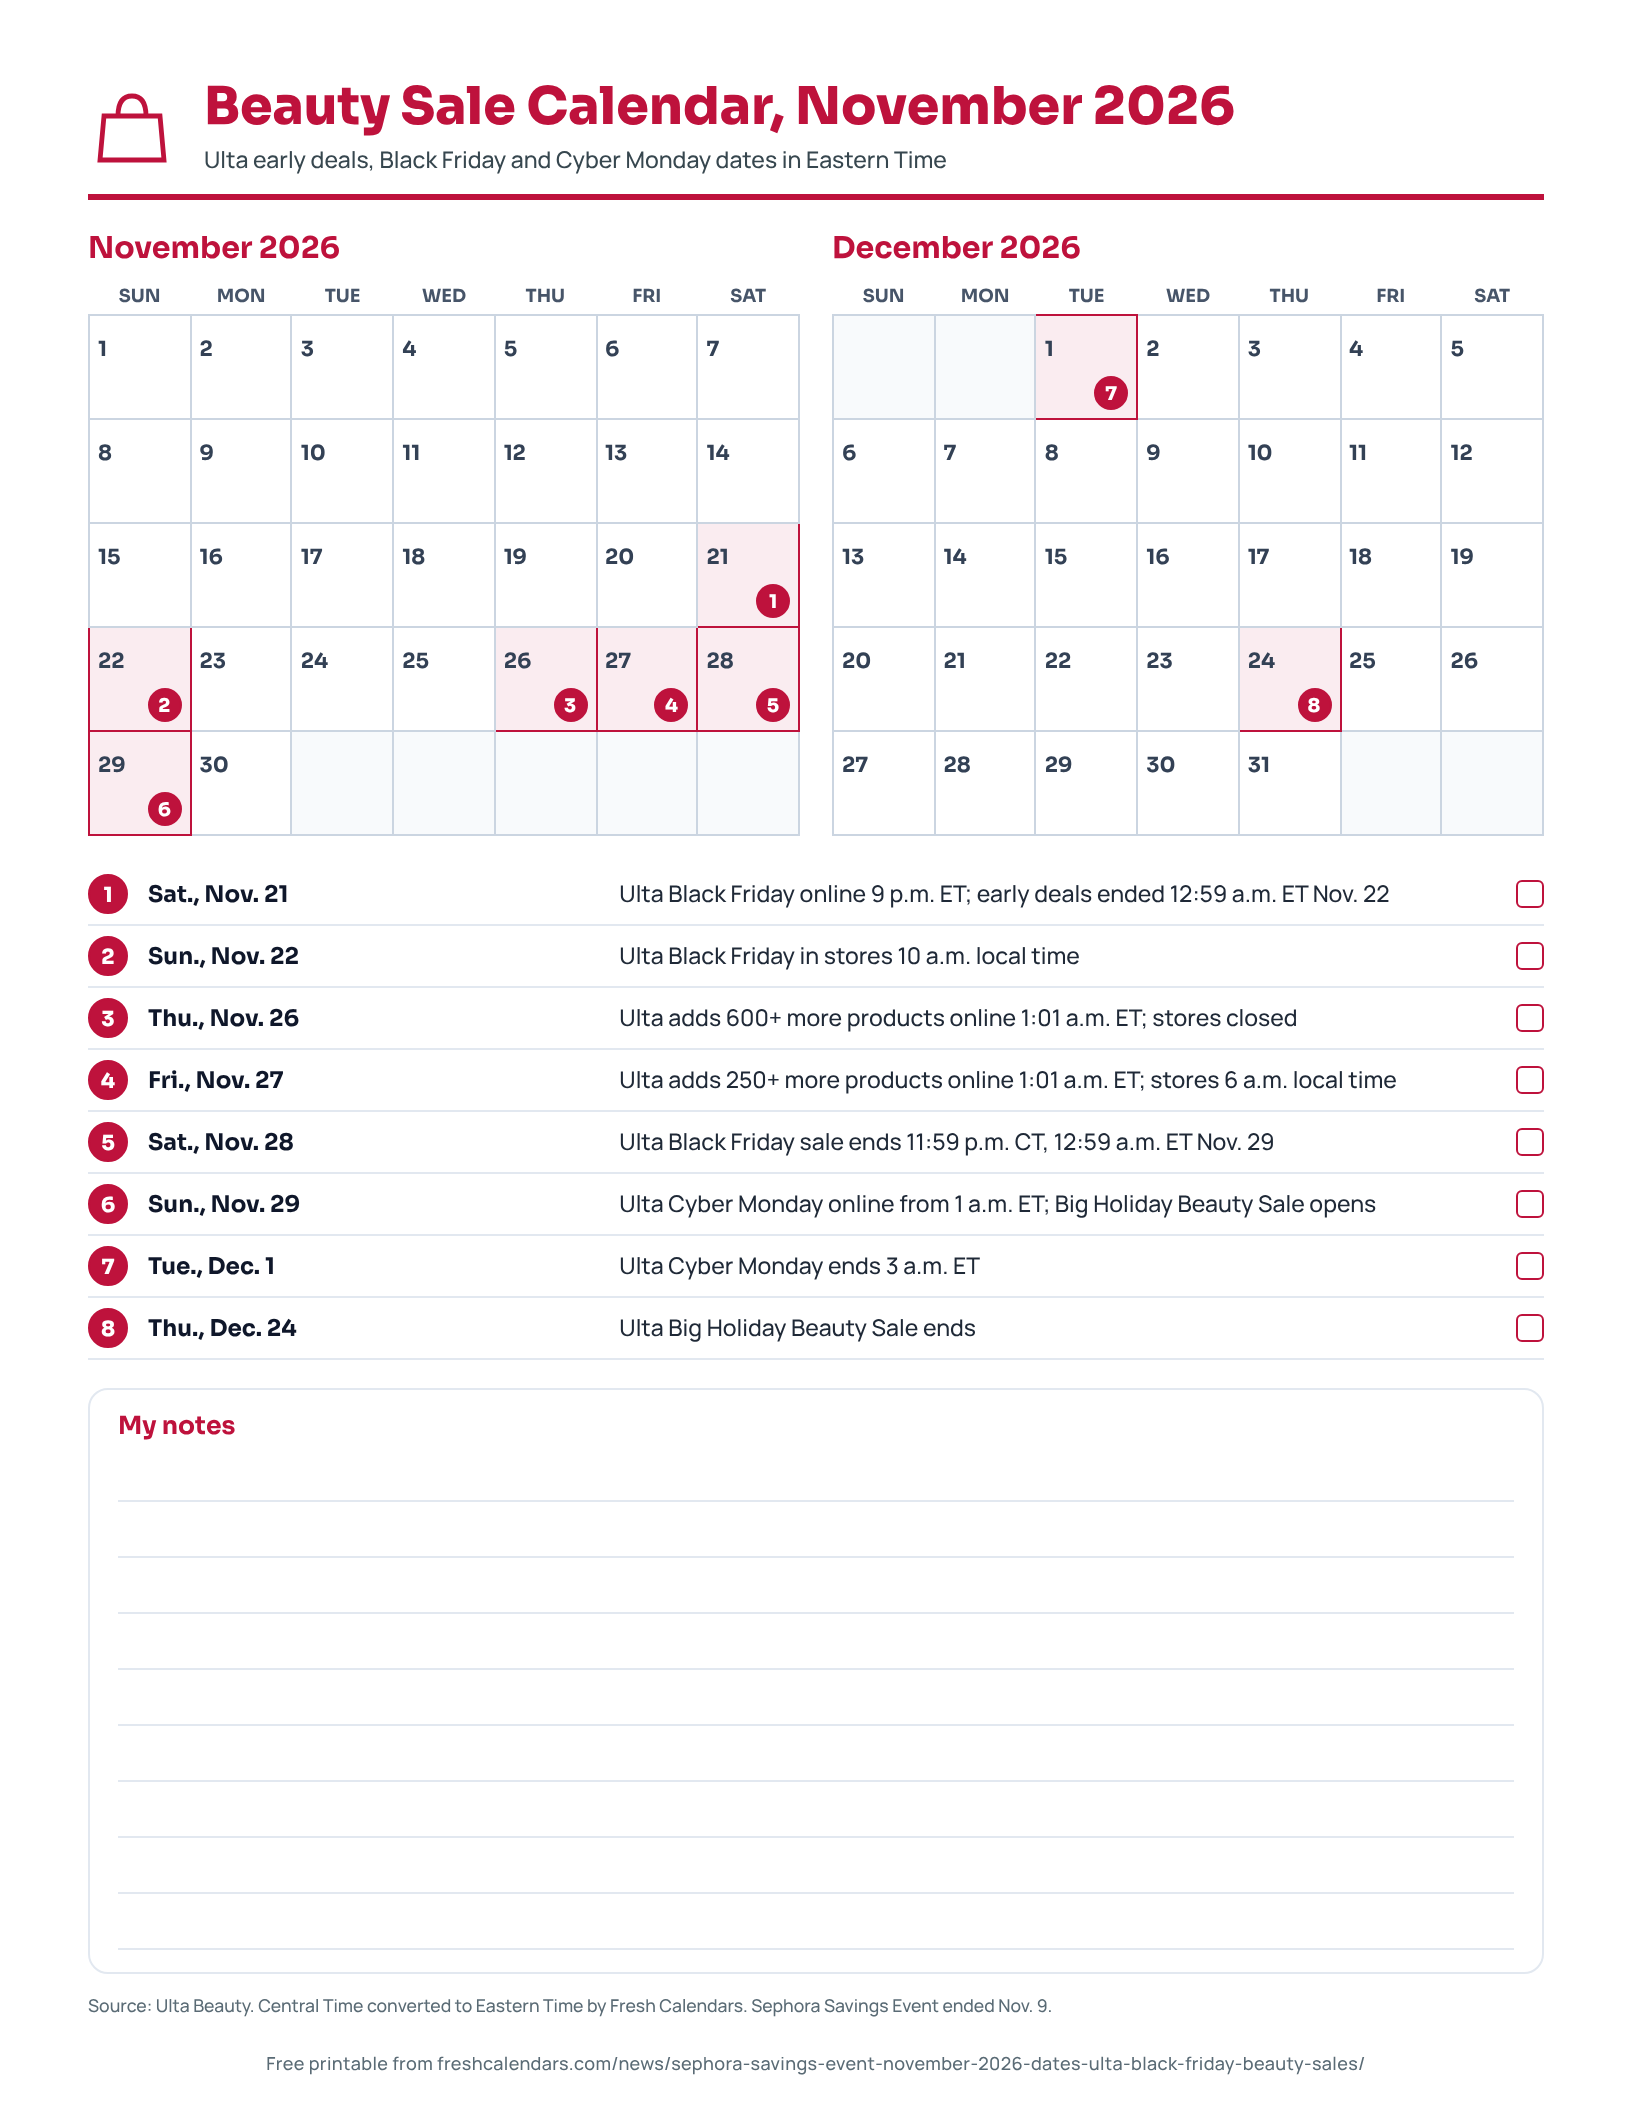 Beauty Sale Calendar, November 2026
Ulta early deals, Black Friday and Cyber Monday dates in Eastern Time
November 2026
SUN MON TUE WED THU FRI SAT
1 2 3 4 5 6 7
8 9 10 11 12 13 14
15 16 17 18 19 20 21
1
22 23 24 25 26 27 28
2 3 4 5
29 30
6
December 2026
SUN MON TUE WED THU FRI SAT
1 2 3 4 5
7
6 7 8 9 10 11 12
13 14 15 16 17 18 19
20 21 22 23 24 25 26
8
27 28 29 30 31
1 Sat., Nov. 21 Ulta Black Friday online 9 p.m. ET; early deals ended 12:59 a.m. ET Nov. 22
2 Sun., Nov. 22 Ulta Black Friday in stores 10 a.m. local time
3 Thu., Nov. 26 Ulta adds 600+ more products online 1:01 a.m. ET; stores closed
4 Fri., Nov. 27 Ulta adds 250+ more products online 1:01 a.m. ET; stores 6 a.m. local time
5 Sat., Nov. 28 Ulta Black Friday sale ends 11:59 p.m. CT, 12:59 a.m. ET Nov. 29
6 Sun., Nov. 29 Ulta Cyber Monday online from 1 a.m. ET; Big Holiday Beauty Sale opens
7 Tue., Dec. 1 Ulta Cyber Monday ends 3 a.m. ET
8 Thu., Dec. 24 Ulta Big Holiday Beauty Sale ends
My notes
Source: Ulta Beauty. Central Time converted to Eastern Time by Fresh Calendars. Sephora Savings Event ended Nov. 9.
Free printable from freshcalendars.com/news/sephora-savings-event-november-2026-dates-ulta-black-friday-beauty-sales/